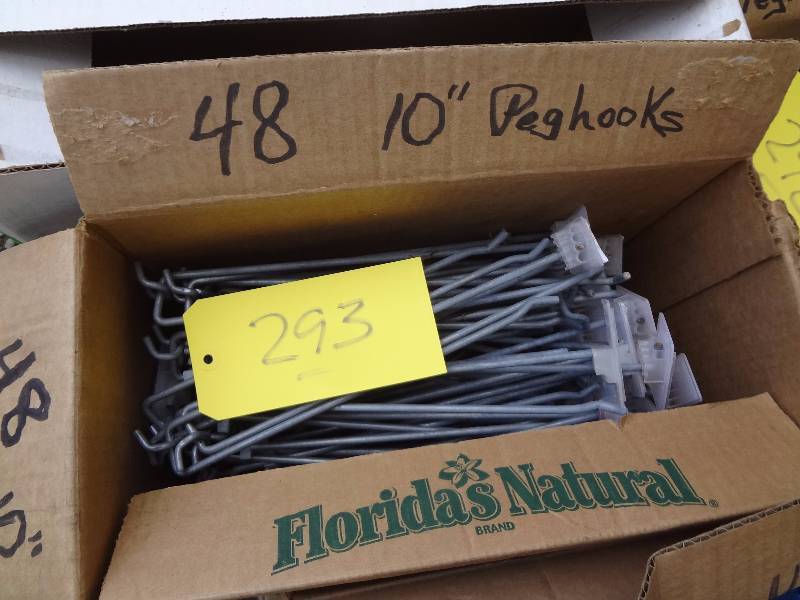 48 10" Peghooks
293
Florida's Natural®
BRAND
48